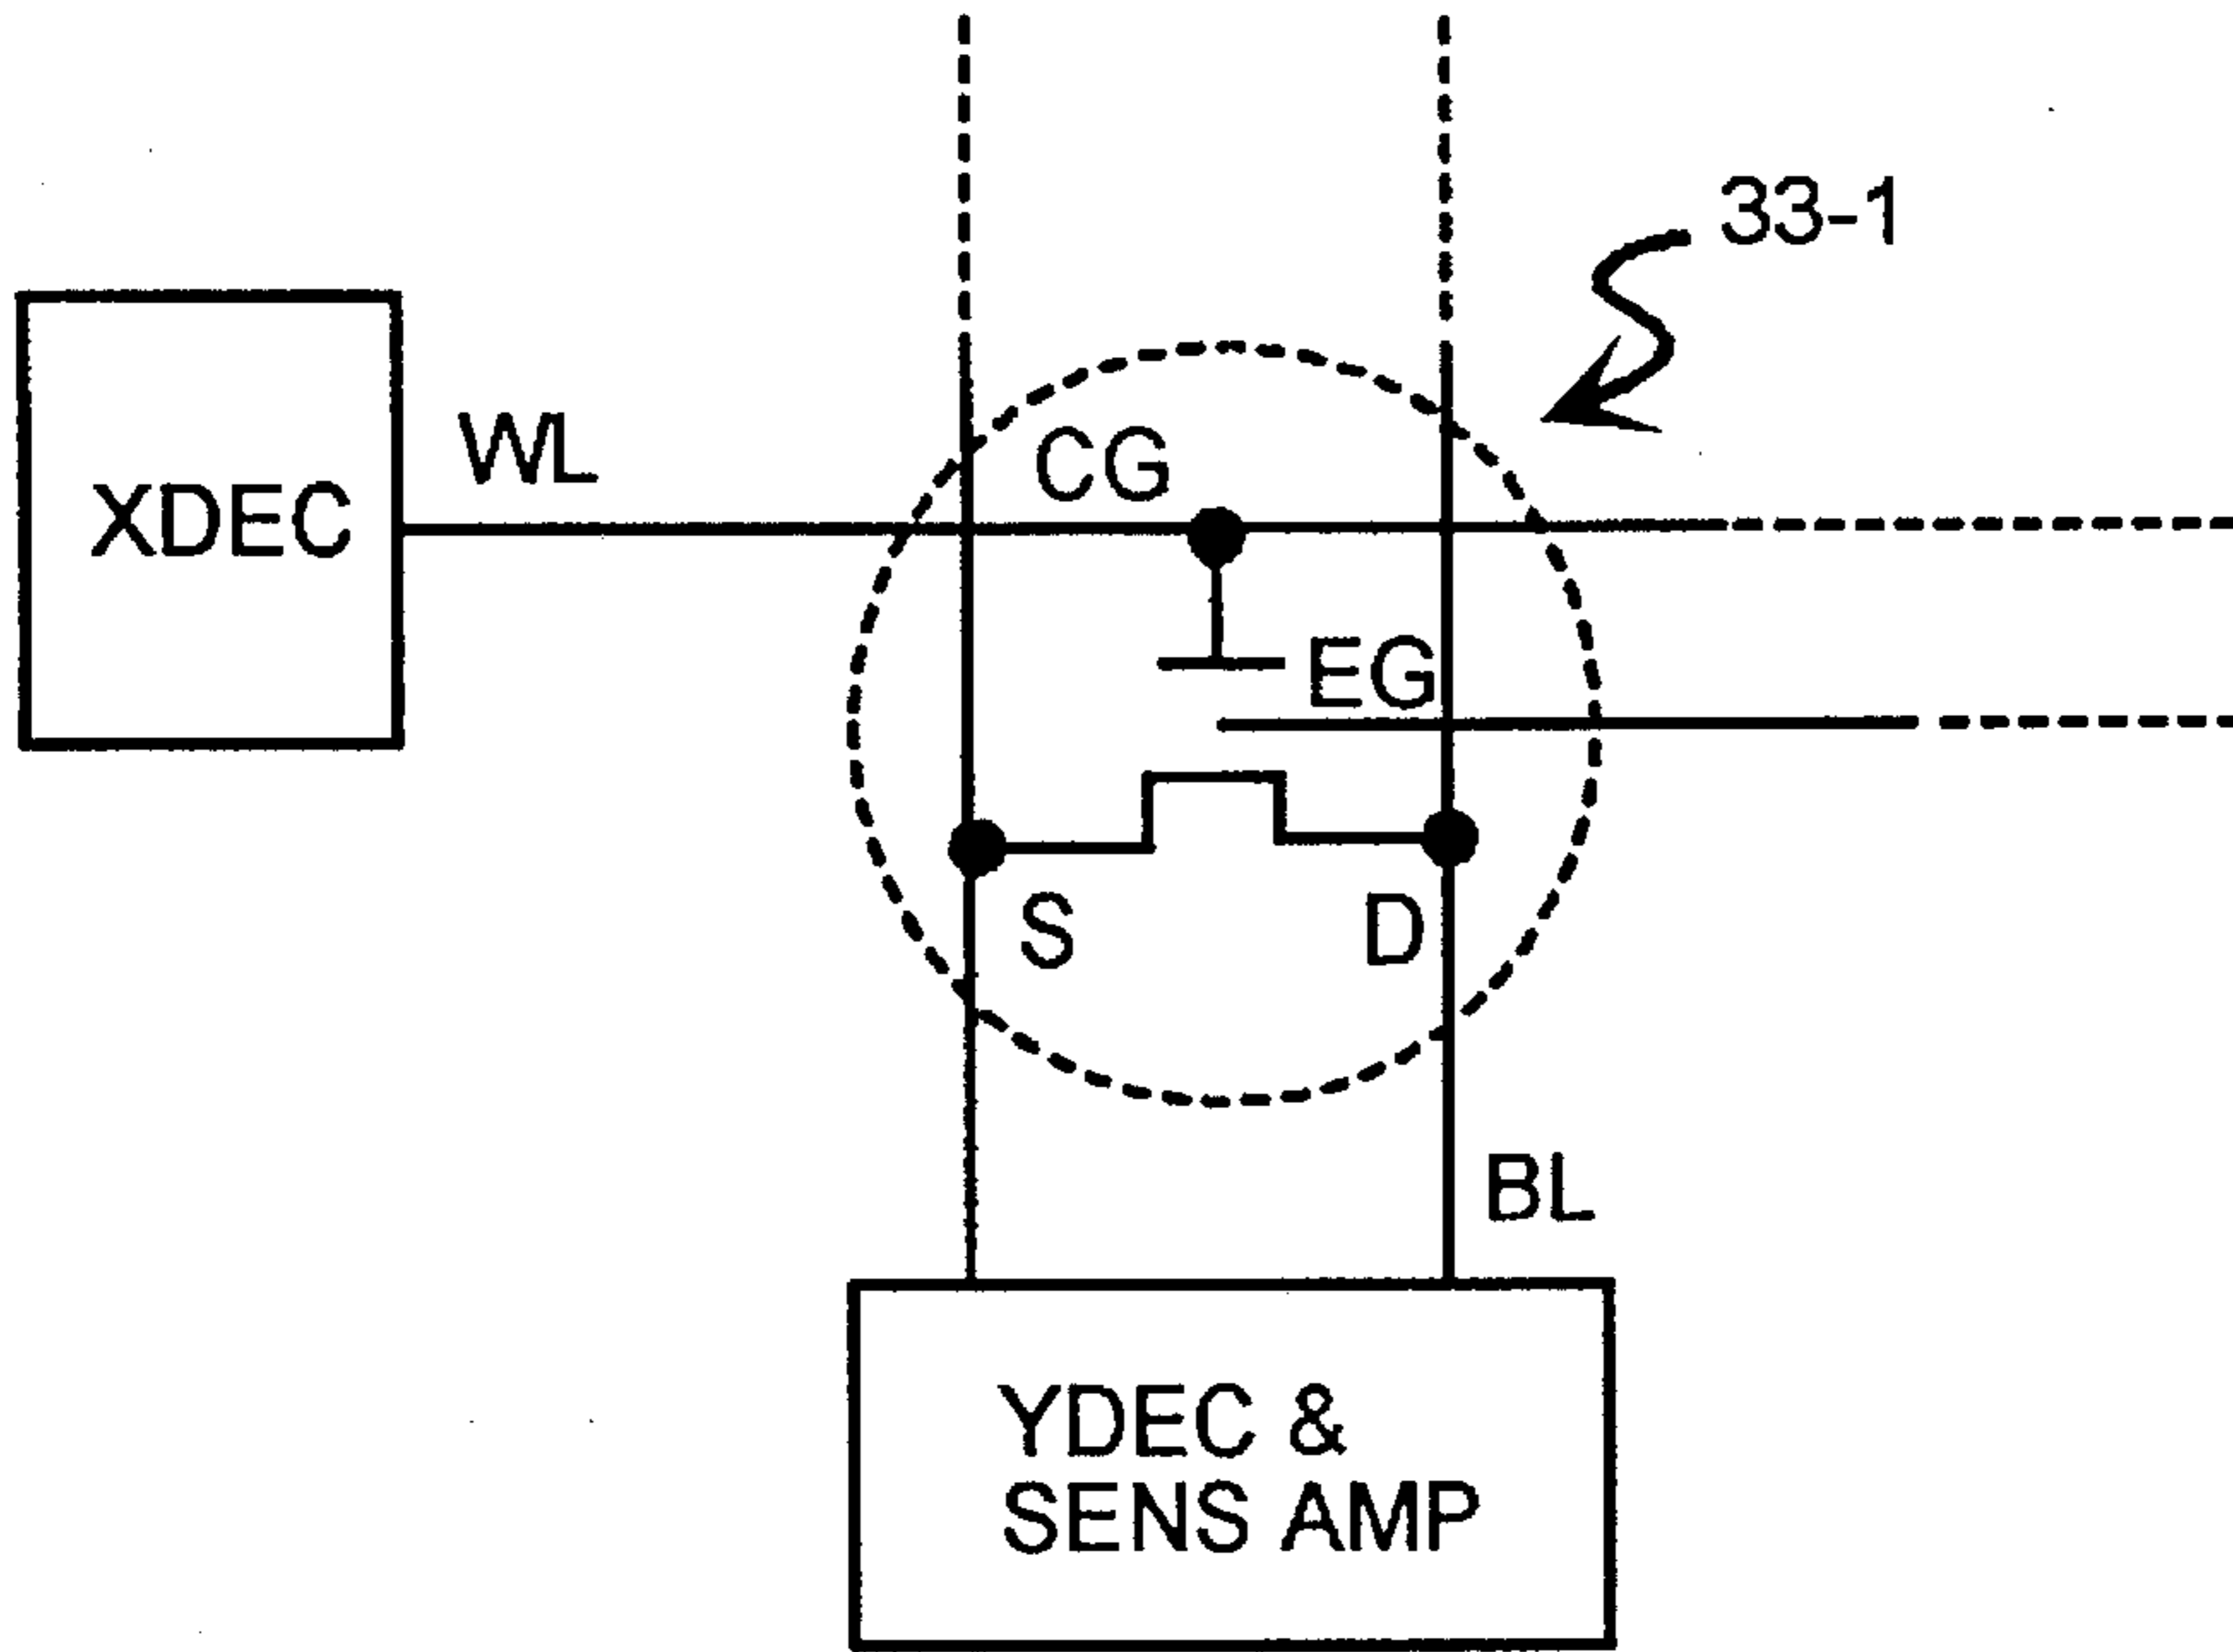 33-1
WL
CG
XDEC
EG
S
D
BL
YDEC &
SENS AMP